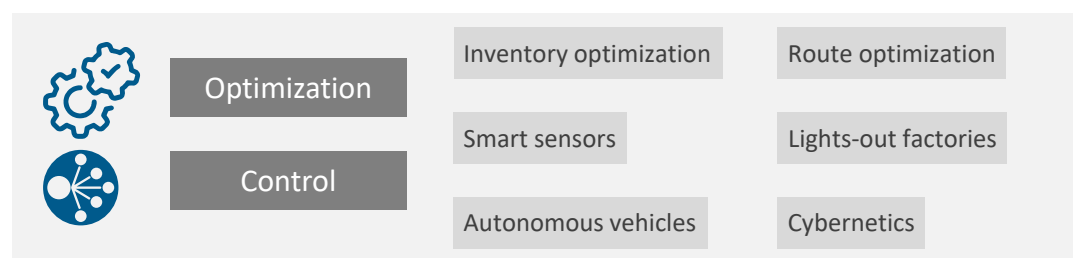 Optimization
Control
Inventory optimization
Route optimization
Smart sensors
Lights-out factories
Autonomous vehicles
Cybernetics